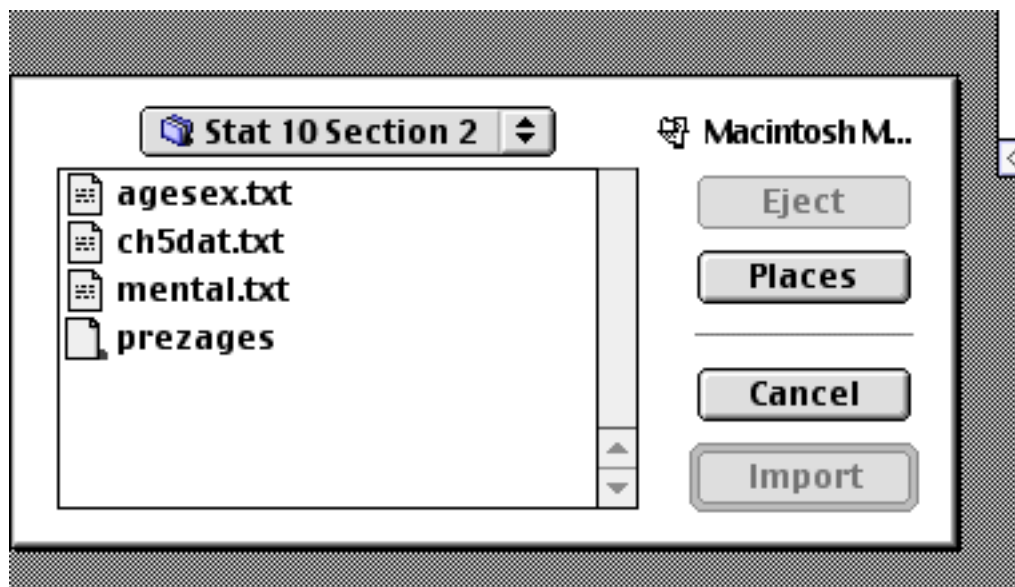 Stat 10 Section 2
Macintosh M...
agesex.txt
ch5dat.txt
mental.txt
prezages
Eject
Places
Cancel
Import